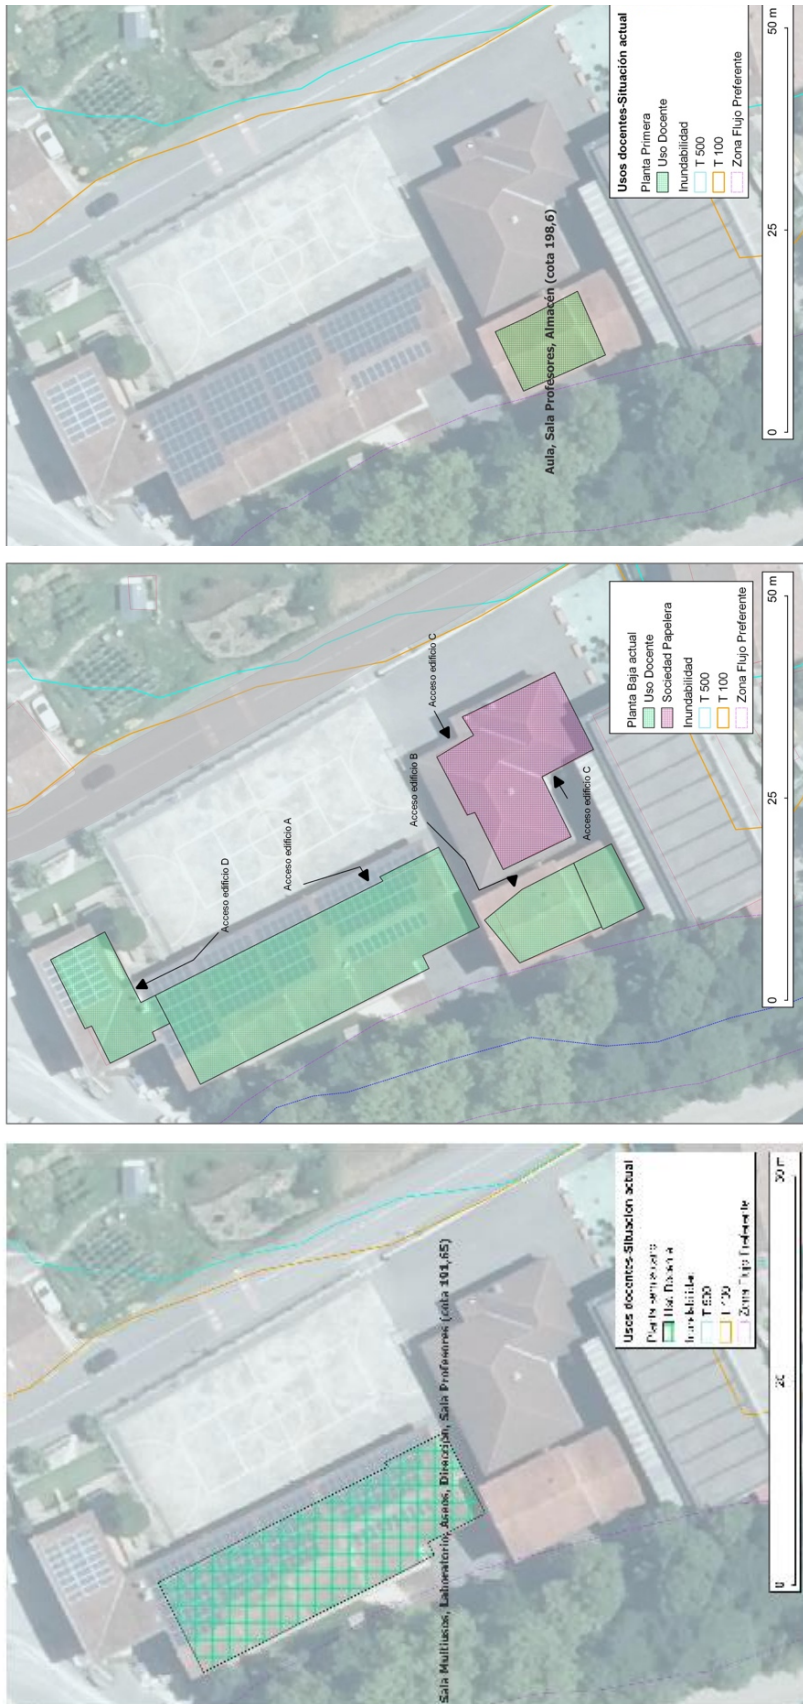 Usos docentes-Situación actual
Planta Primera
Uso Docente
Inundabilidad
T 500
T 100
Zona Flujo Preferente
Aula, Sala Profesores, Almacén (cota 198,6)
0 25 50 m
Planta Baja actual
Uso Docente
Sociedad Papelera
Inundabilidad
T 500
T 100
Zona Flujo Preferente
Acceso edificio D
Acceso edificio A
Acceso edificio B
Acceso edificio C
Acceso edificio C
0 25 50 m
Usos docentes-Situacion actual
T 500
Sala Multiusos, Laboratorio, Aseos, Direccion, Sala Profesores (cota 191,65)
0